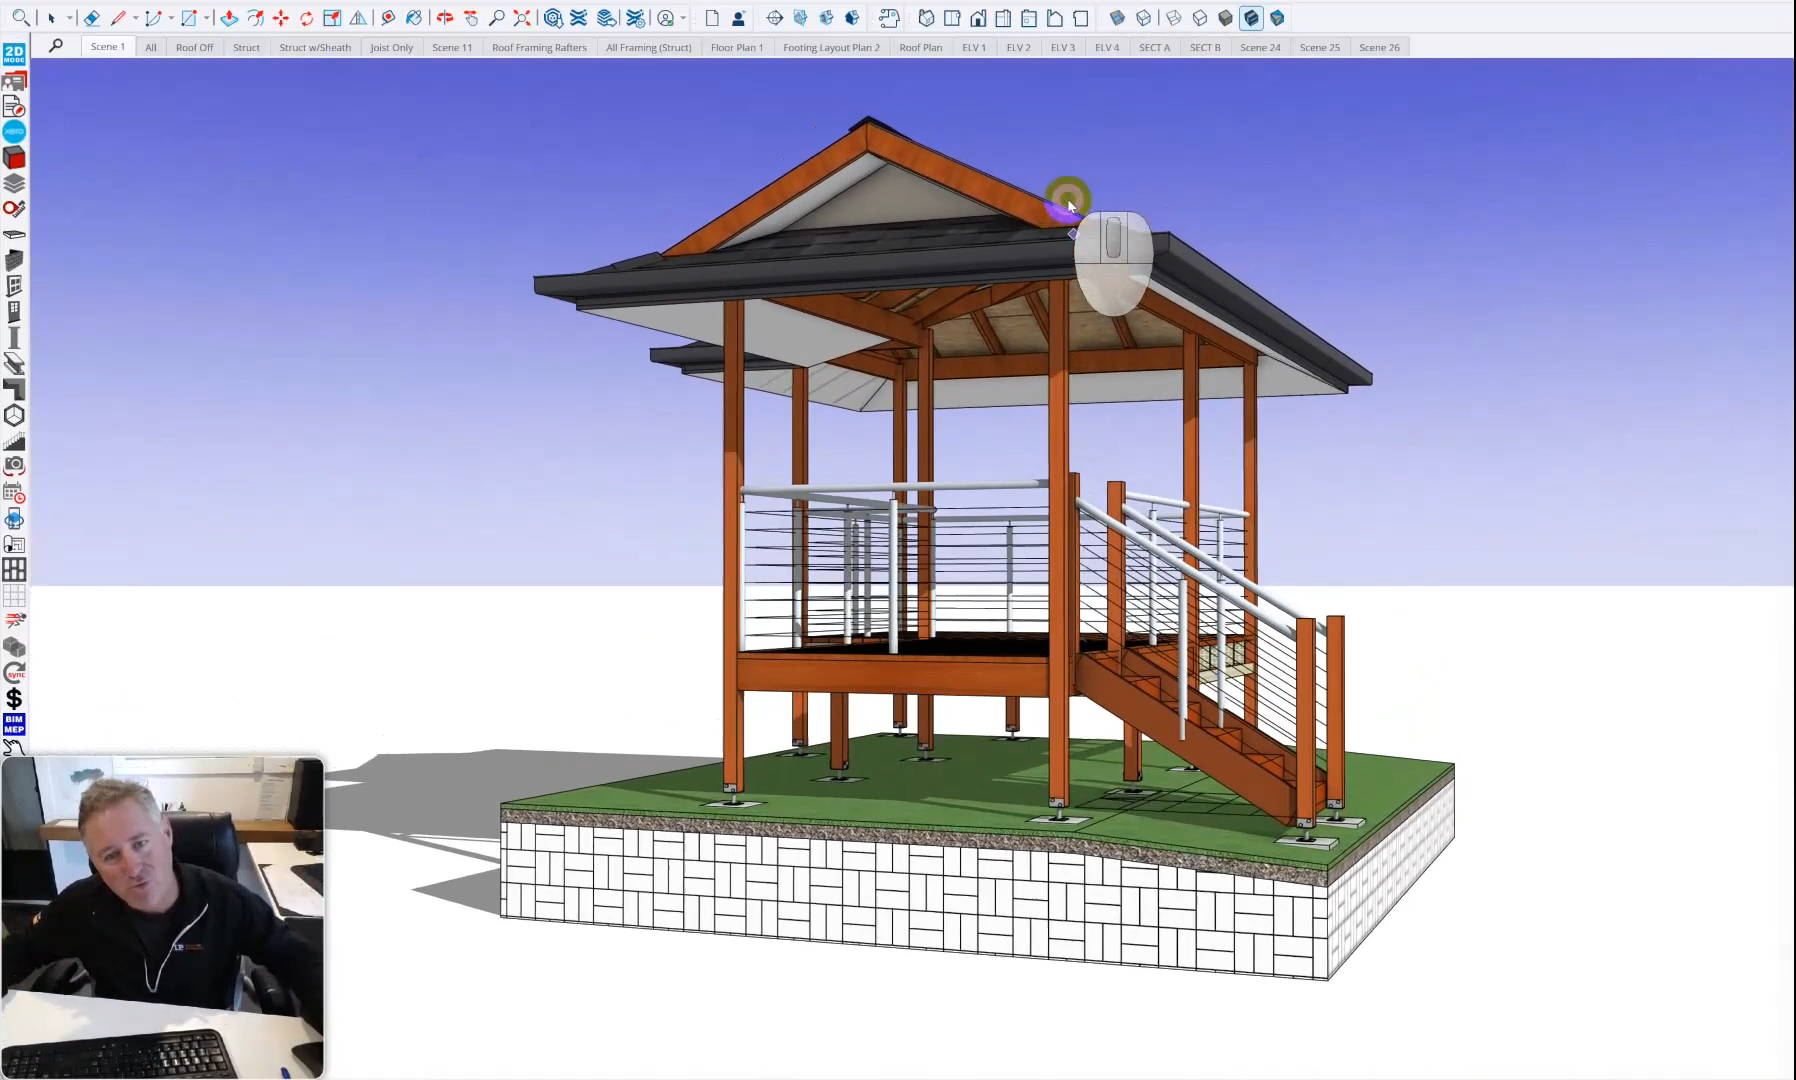 Scene 1 All Roof Off Struct Struct w/Sheath Joist Only Scene 11 Roof Framing Rafters All Framing (Struct) Floor Plan 1 Footing Layout Plan 2 Roof Plan ELV 1 ELV 2 ELV 3 ELV 4 SECT A SECT B Scene 24 Scene 25 Scene 26
2D
MODE
sync
$
BIM
MEP